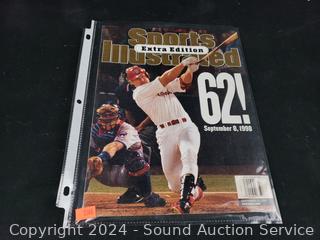 Sports
Extra Edition
Illustrated
62!
September 8, 1998
Copyright 2024 - Sound Auction Service